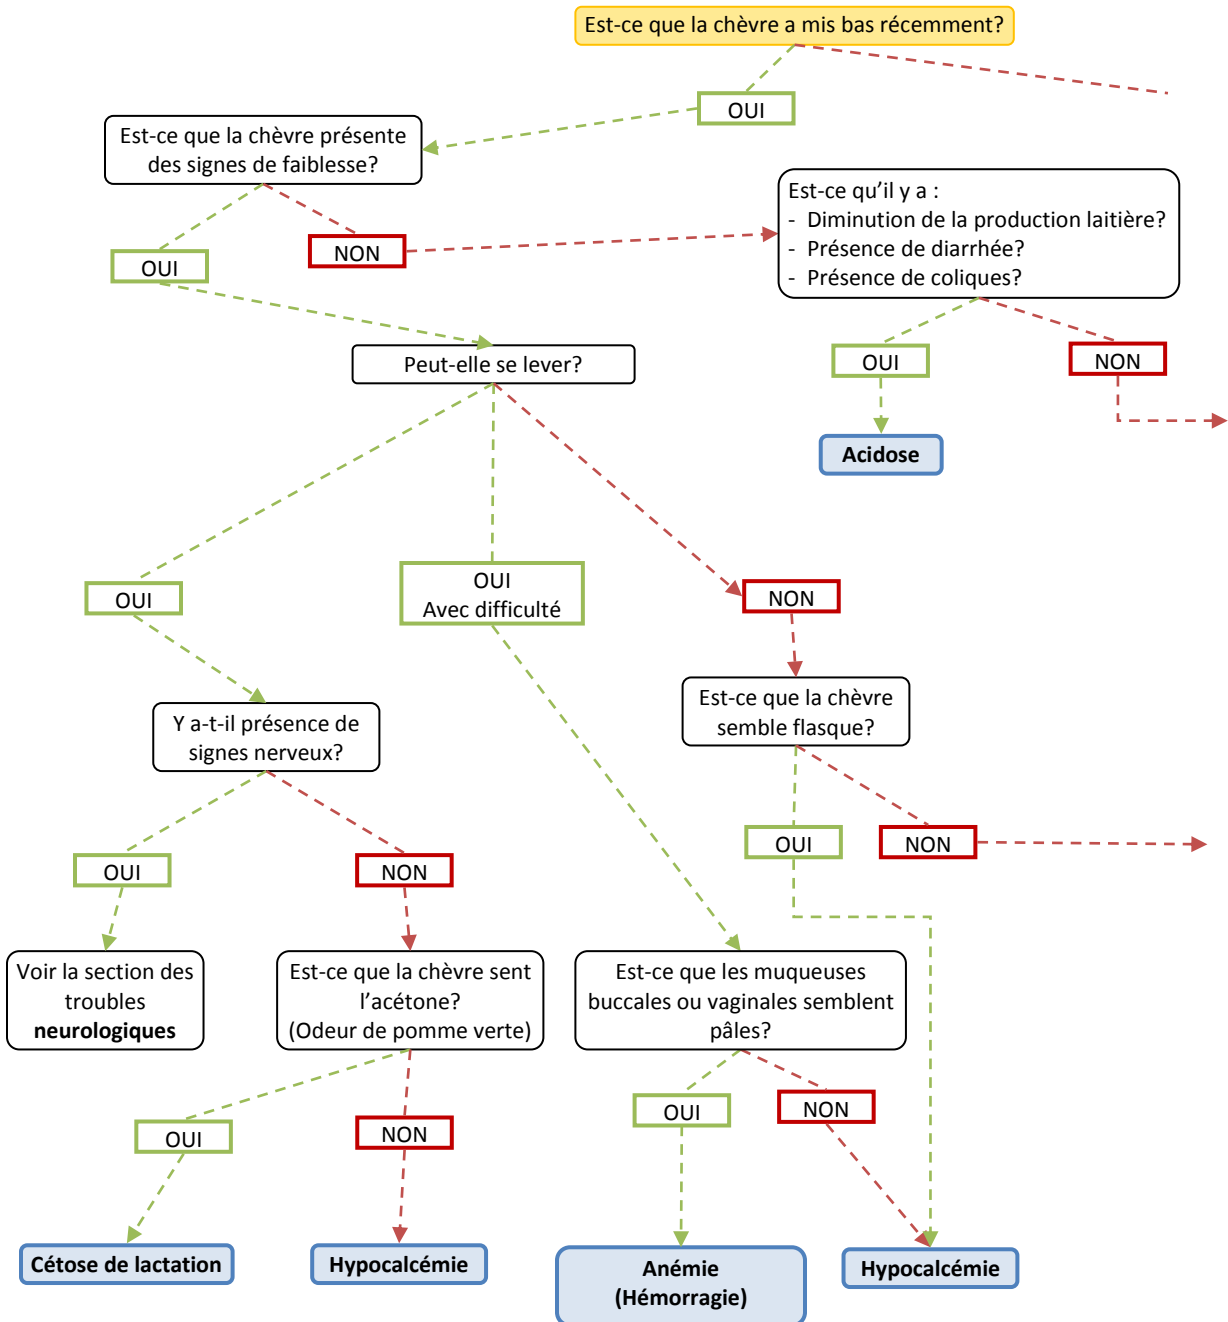 Est-ce que la chèvre a mis bas récemment?
OUI
Est-ce que la chèvre présente
des signes de faiblesse?
Est-ce qu’il y a :
- Diminution de la production laitière?
- Présence de diarrhée?
- Présence de coliques?
OUI
NON
Peut-elle se lever?
OUI
NON
Acidose
OUI
OUI
Avec difficulté
NON
Est-ce que la chèvre
semble flasque?
Y a-t-il présence de
signes nerveux?
OUI
NON
OUI
NON
Voir la section des
troubles
neurologiques
Est-ce que la chèvre sent
l’acétone?
(Odeur de pomme verte)
Est-ce que les muqueuses
buccales ou vaginales semblent
pâles?
OUI
NON
OUI
NON
Cétose de lactation
Hypocalcémie
Anémie
(Hémorragie)
Hypocalcémie